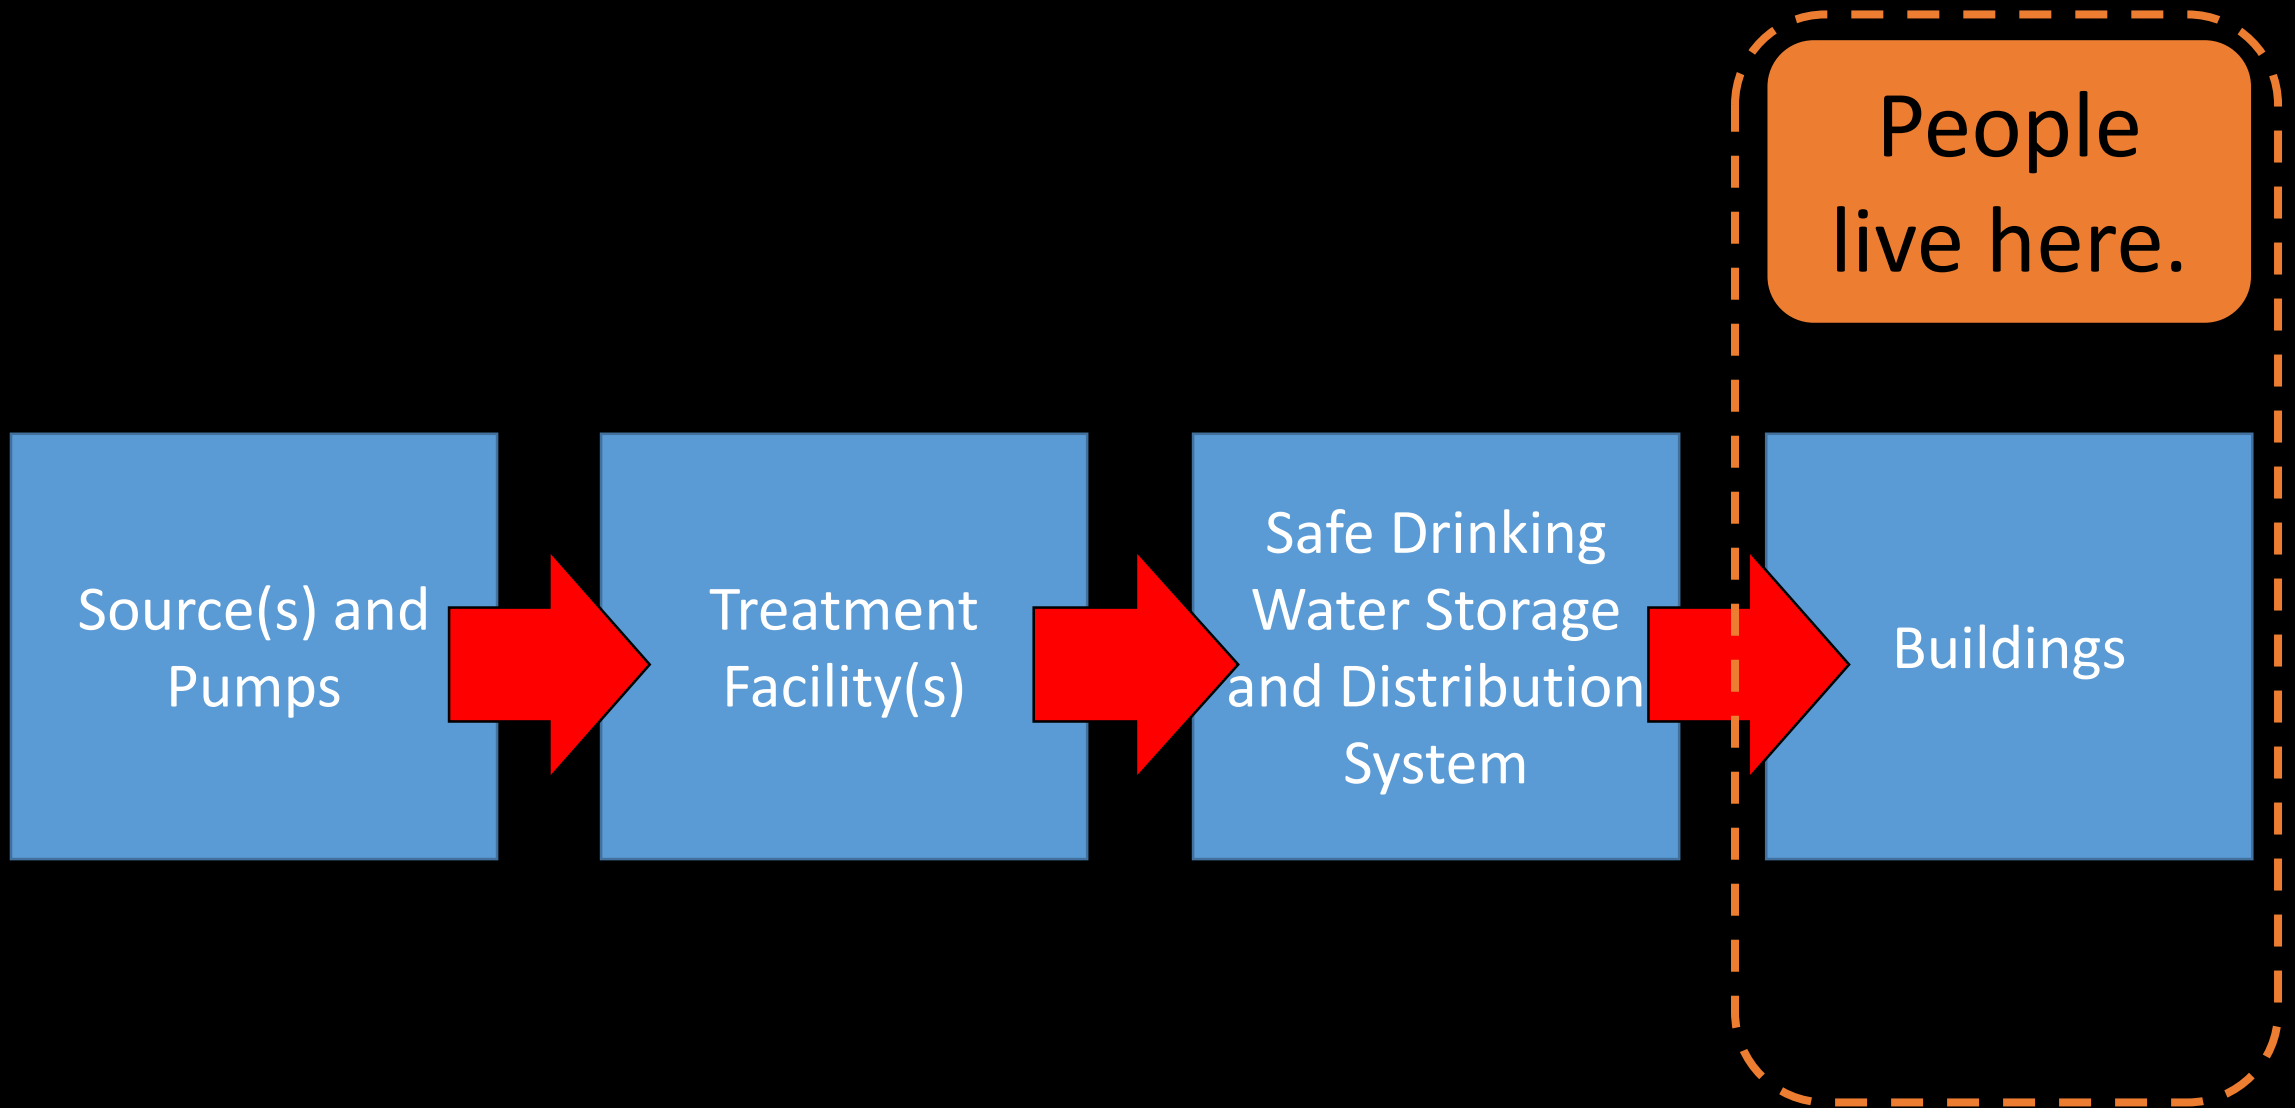 People
live here.
Source(s) and
Pumps
Treatment
Facility(s)
Safe Drinking
Water Storage
and Distribution
System
Buildings